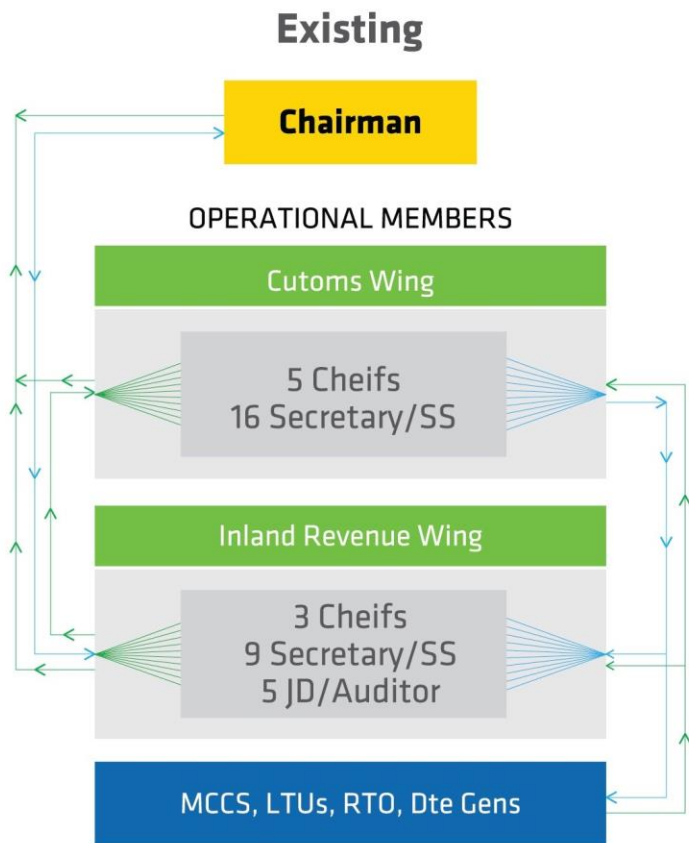 Existing
Chairman
OPERATIONAL MEMBERS
Cutoms Wing
5 Cheifs
16 Secretary/SS
Inland Revenue Wing
3 Cheifs
9 Secretary/SS
5 JD/Auditor
MCCS, LTUs, RTO, Dte Gens